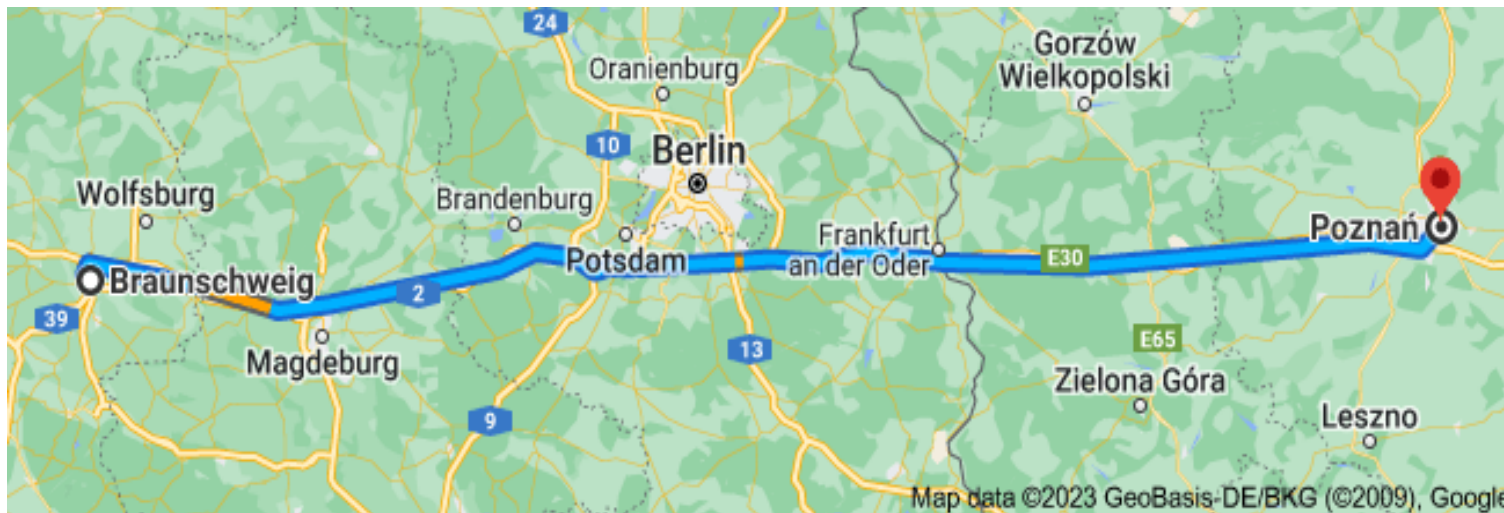 24
Oranienburg
Gorzów
Wielkopolski
10
Berlin
Wolfsburg
Brandenburg
Poznań
Frankfurt
an der Oder
Potsdam
E30
Braunschweig
2
39
Magdeburg
13
E65
Zielona Góra
9
Leszno
Map data ©2023 GeoBasis-DE/BKG (©2009), Google